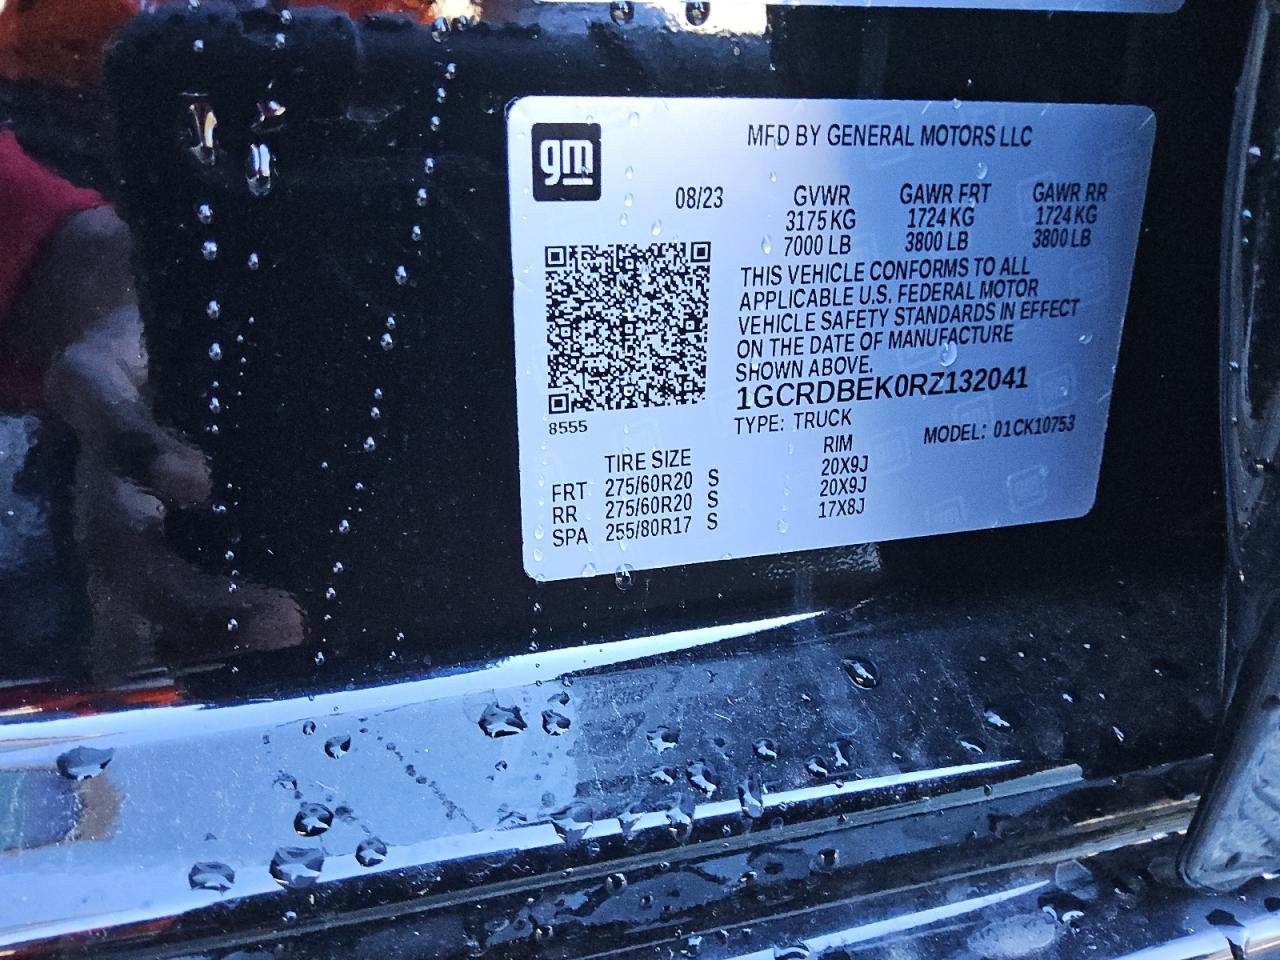 gm
MFD BY GENERAL MOTORS LLC
08/23 GVWR GAWR FRT GAWR RR
3175 KG 1724 KG 1724 KG
7000 LB 3800 LB 3800 LB
THIS VEHICLE CONFORMS TO ALL
APPLICABLE U.S. FEDERAL MOTOR
VEHICLE SAFETY STANDARDS IN EFFECT
ON THE DATE OF MANUFACTURE
SHOWN ABOVE.
1GCRDBEK0RZ132041
8555
TYPE: TRUCK MODEL: 01CK10753
TIRE SIZE RIM
FRT 275/60R20 S 20X9J
RR 275/60R20 S 20X9J
SPA 255/80R17 S 17X8J